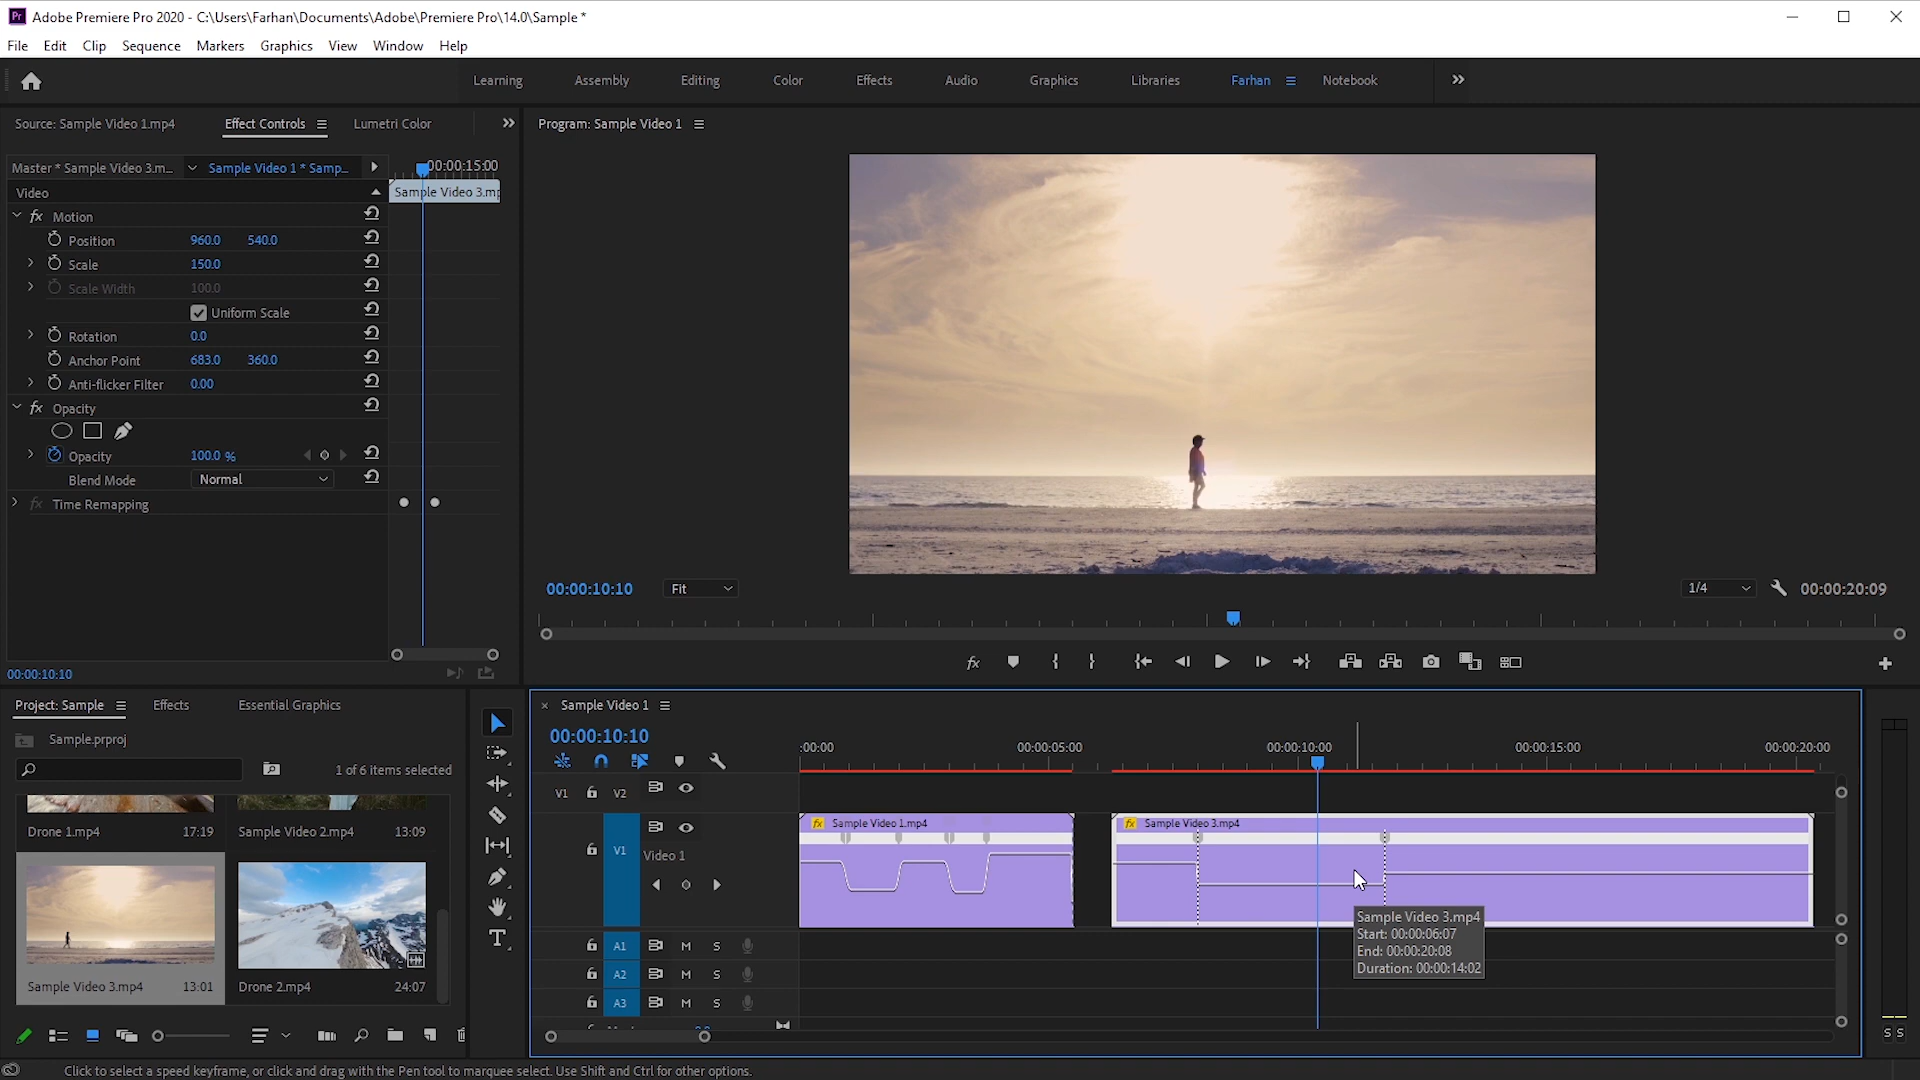 Pr Adobe Premiere Pro 2020 - C:\Users\Farhan\Documents\Adobe\Premiere Pro\14.0\Sample *
File Edit Clip Sequence Markers Graphics View Window Help
Learning Assembly Editing Color Effects Audio Graphics Libraries Farhan Notebook
Source: Sample Video 1.mp4 Effect Controls Lumetri Color
Program: Sample Video 1
Master * Sample Video 3.m... Sample Video 1 * Samp... 00:00:15:00
Video Sample Video 3.mp
fx Motion
Position 960.0 540.0
Scale 150.0
Scale Width 100.0
Uniform Scale
Rotation 0.0
Anchor Point 683.0 360.0
Anti-flicker Filter 0.00
fx Opacity
Opacity 100.0 %
Blend Mode Normal
fx Time Remapping
00:00:10:10
00:00:10:10 Fit 1/4 00:00:20:09
fx
Project: Sample Effects Essential Graphics
Sample.prproj
1 of 6 items selected
Drone 1.mp4 17:19 Sample Video 2.mp4 13:09
Sample Video 3.mp4 13:01 Drone 2.mp4 24:07
T
× Sample Video 1
00:00:10:10
:00:00 00:00:05:00 00:00:10:00 00:00:15:00 00:00:20:00
V1 V2
V1 Video 1
fx Sample Video 1.mp4 fx Sample Video 3.mp4
Sample Video 3.mp4
Start: 00:00:06:07
End: 00:00:20:08
Duration: 00:00:14:02
A1 M S
A2 M S
A3 M S
S S
Click to select a speed keyframe, or click and drag with the Pen tool to marquee select. Use Shift and Ctrl for other options.